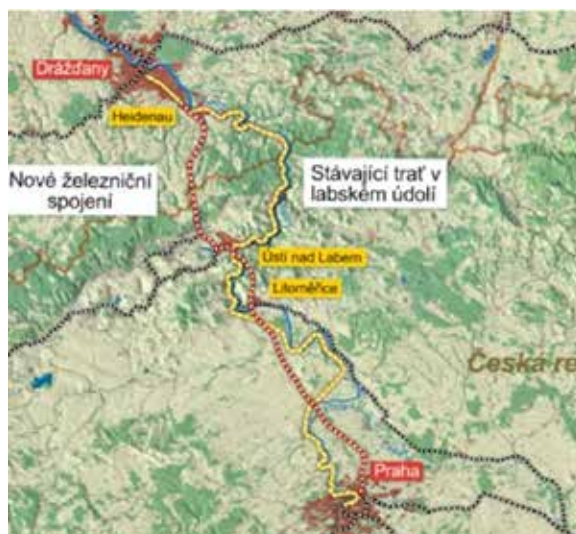 Drážďany
Heidenau
Nové železniční
spojení
Stávající trať v
labském údolí
Ústí nad Labem
Litoměřice
Česká re
Praha